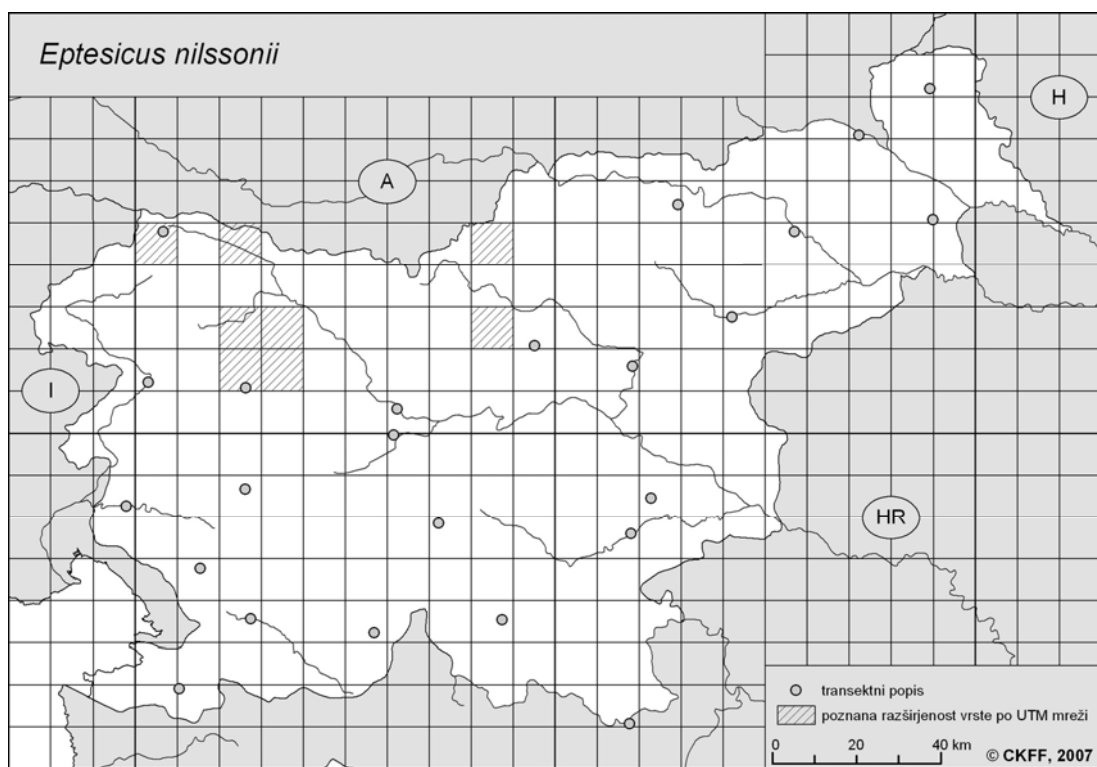 Eptesicus nilssonii
H
A
I
HR
transektni popis
poznana razširjenost vrste po UTM mreži
0 20 40 km
© CKFF, 2007